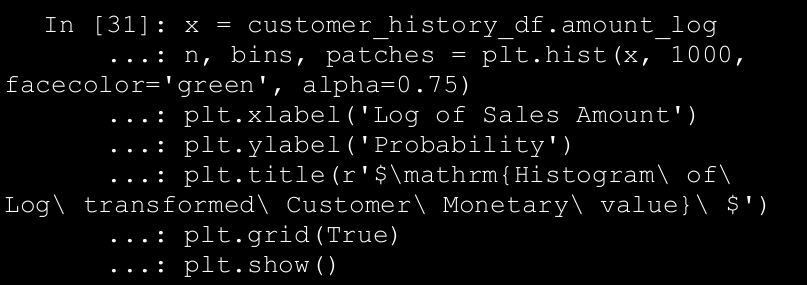 In [31]: x = customer_history_df.amount_log
...: n, bins, patches = plt.hist(x, 1000,
facecolor='green', alpha=0.75)
...: plt.xlabel('Log of Sales Amount')
...: plt.ylabel('Probability')
...: plt.title(r'$\mathrm{Histogram\ of\
Log\ transformed\ Customer\ Monetary\ value}\ $')
...: plt.grid(True)
...: plt.show()